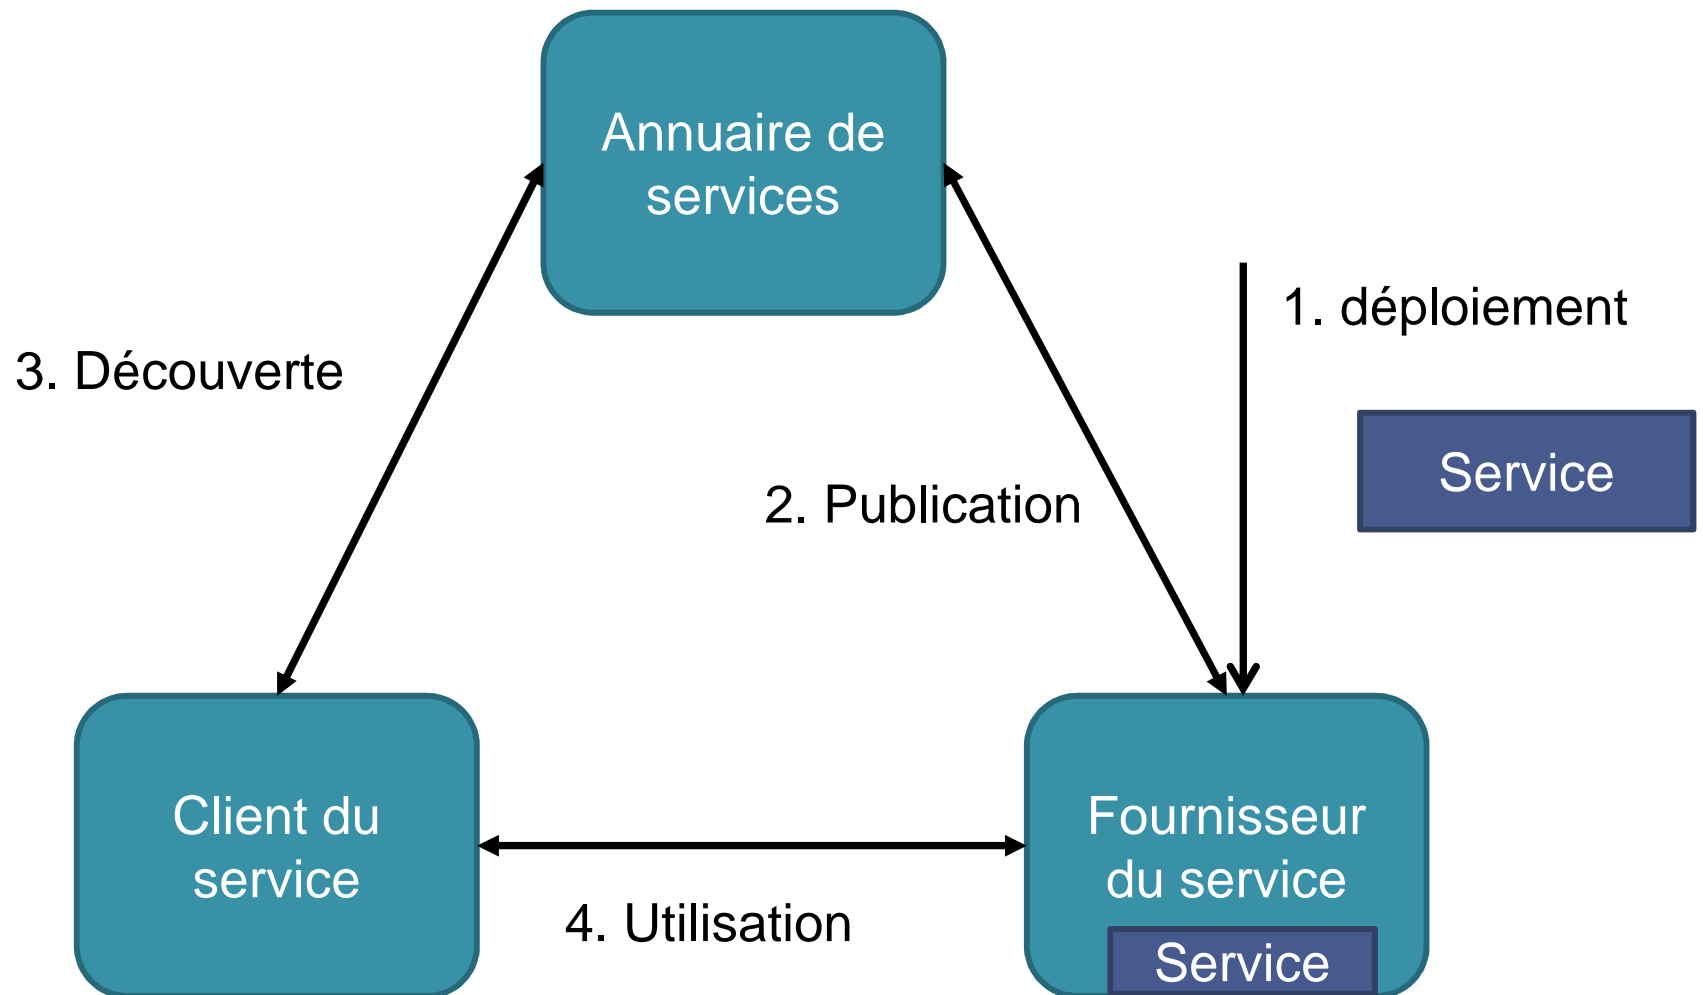 Annuaire de
services
1. déploiement
3. Découverte
Service
2. Publication
Client du
service
Fournisseur
du service
4. Utilisation
Service